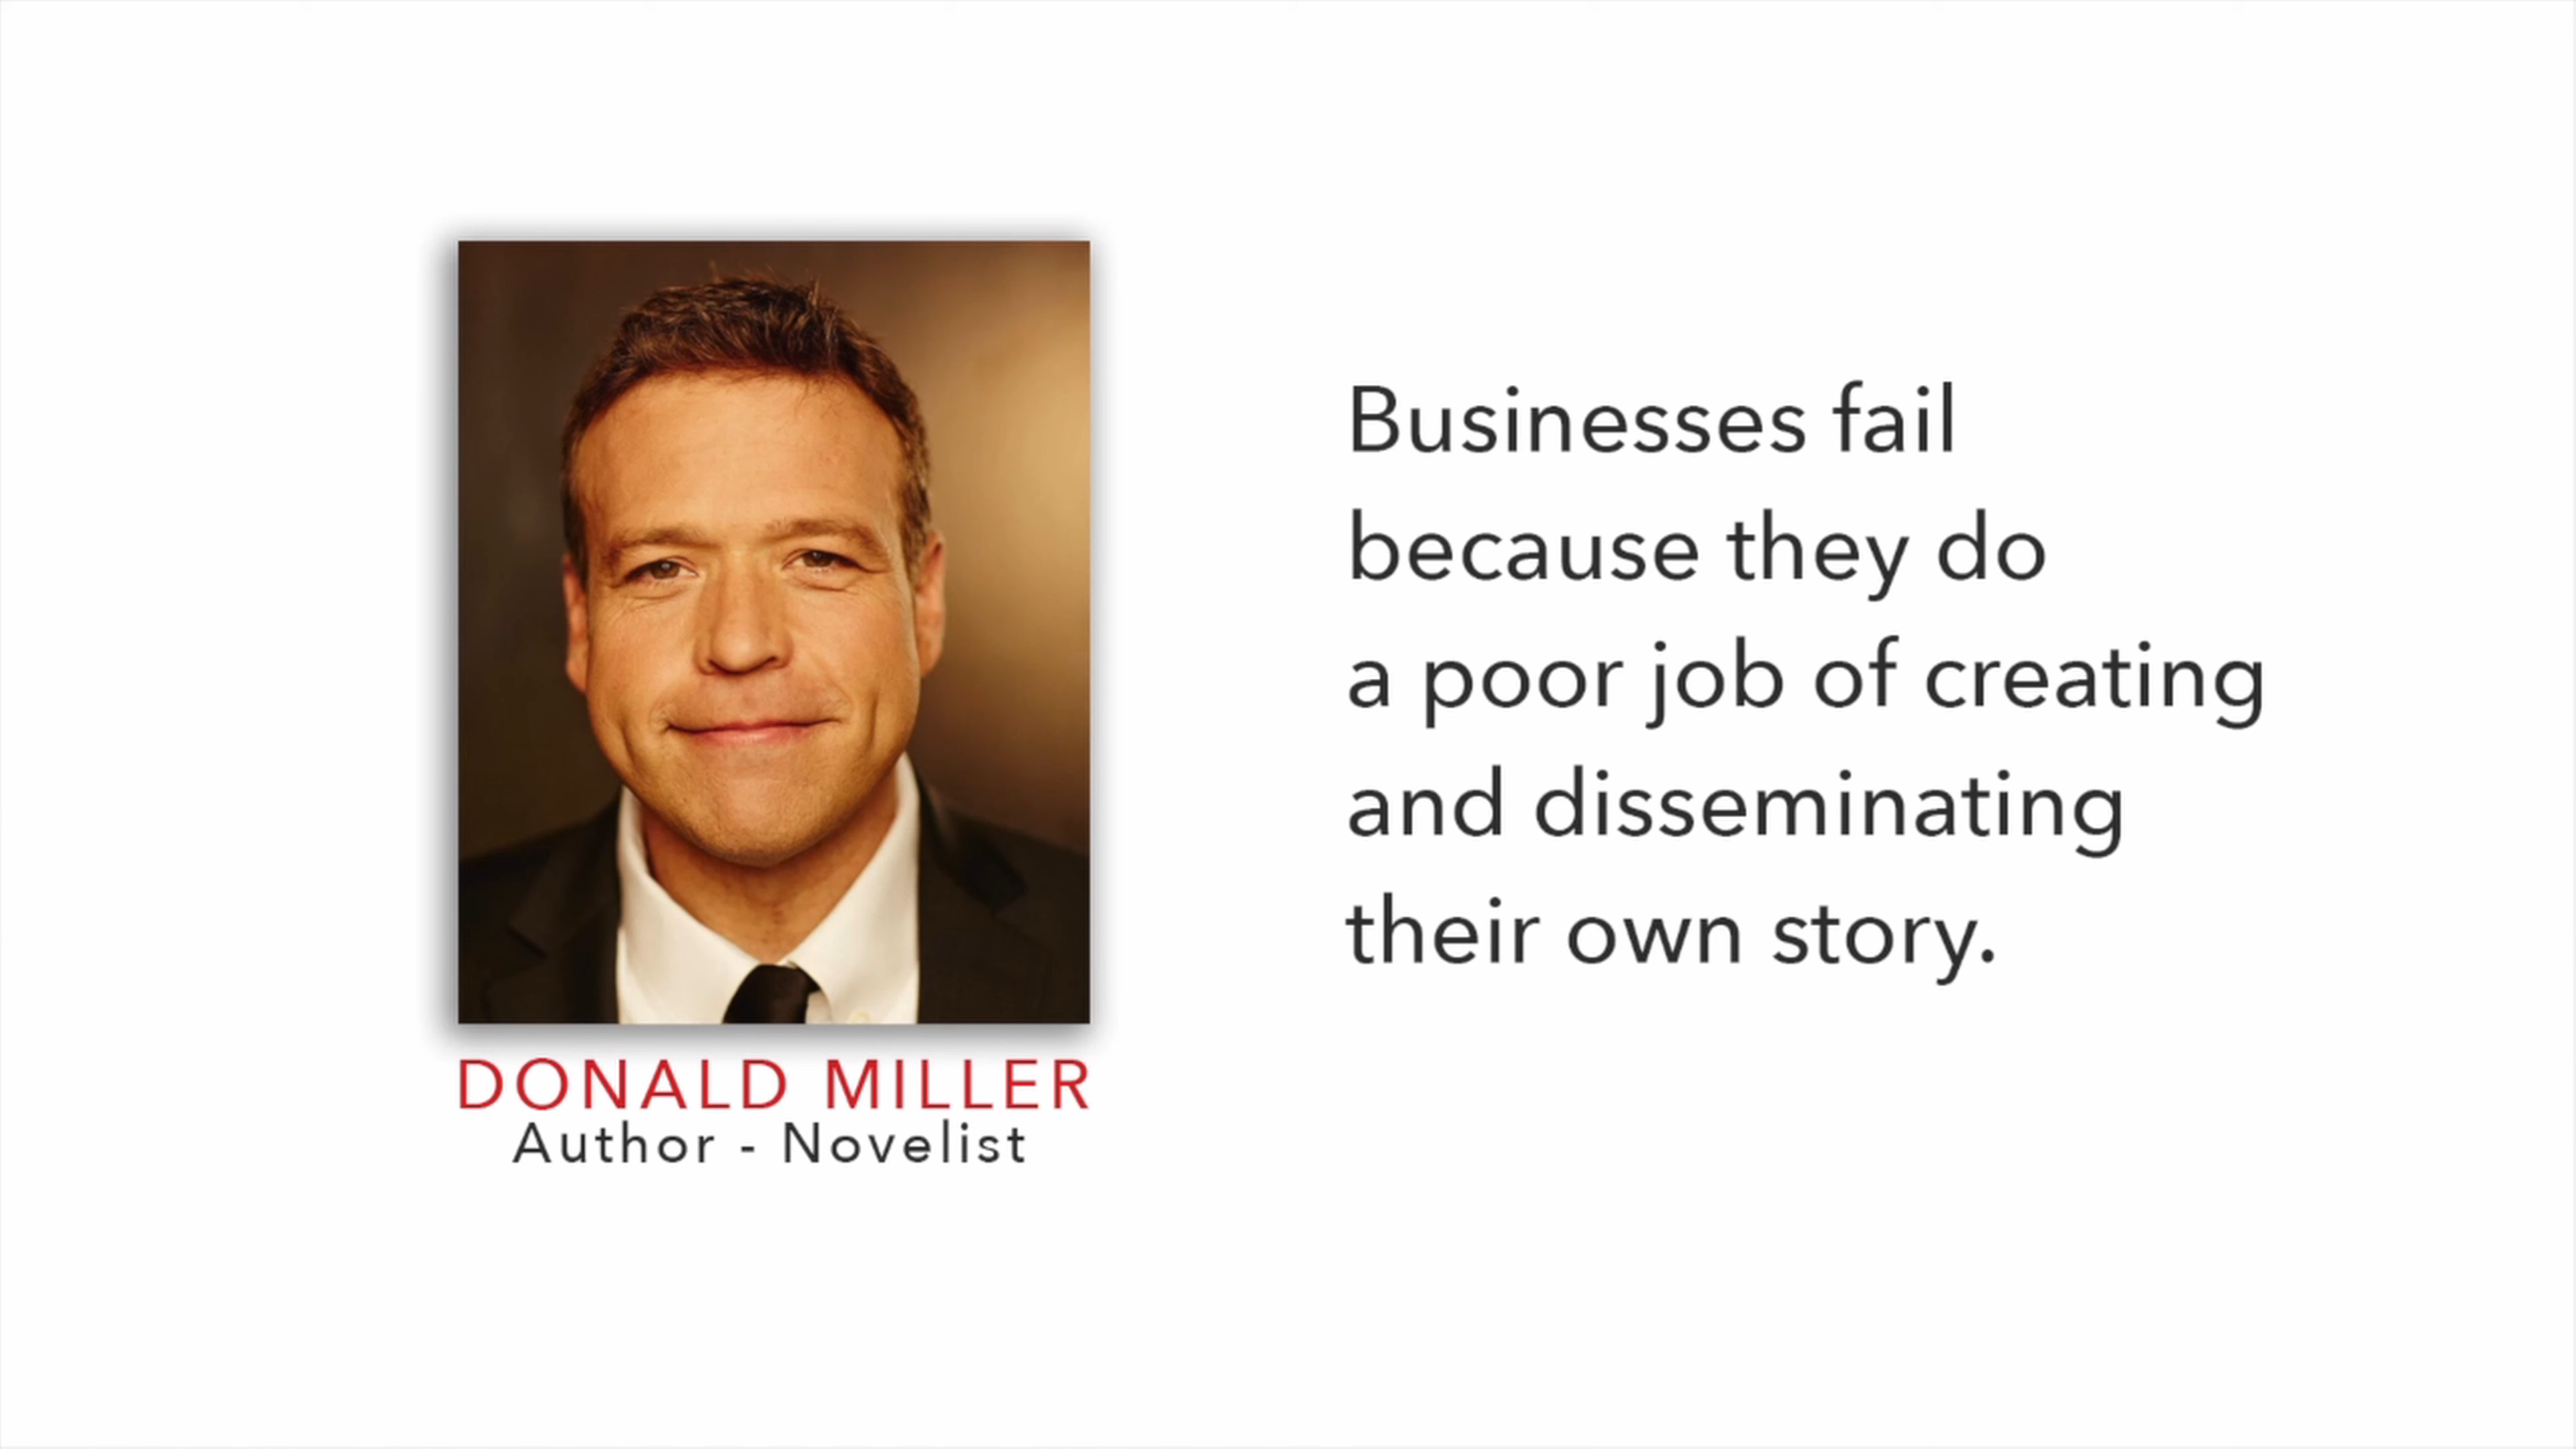 Businesses fail
because they do
a poor job of creating
and disseminating
their own story.
DONALD MILLER
Author - Novelist